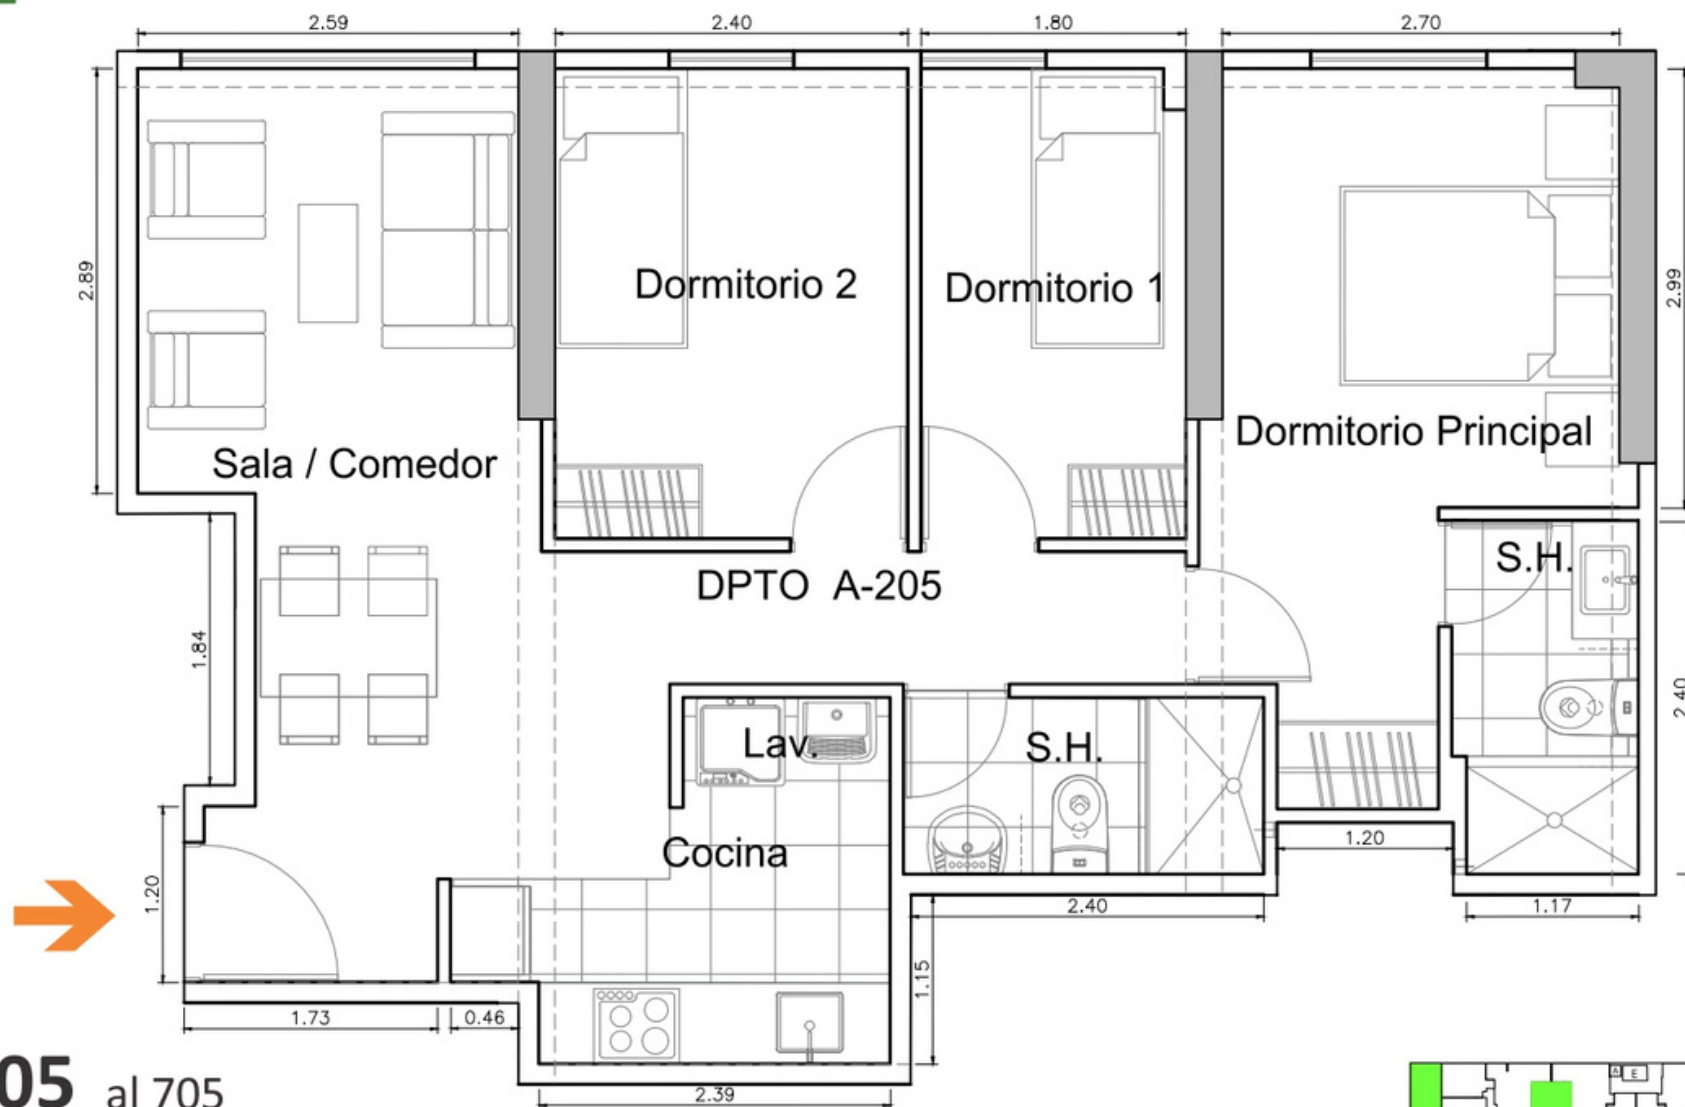 2.59
2.40
1.80
2.70
2.89
2.99
Dormitorio 2
Dormitorio 1
Dormitorio Principal
Sala / Comedor
DPTO A-205
S.H.
1.84
2.40
Lav.
S.H.
Cocina
1.20
1.20
2.40
1.17
1.15
1.73
0.46
2.39
05 al 705
A
E